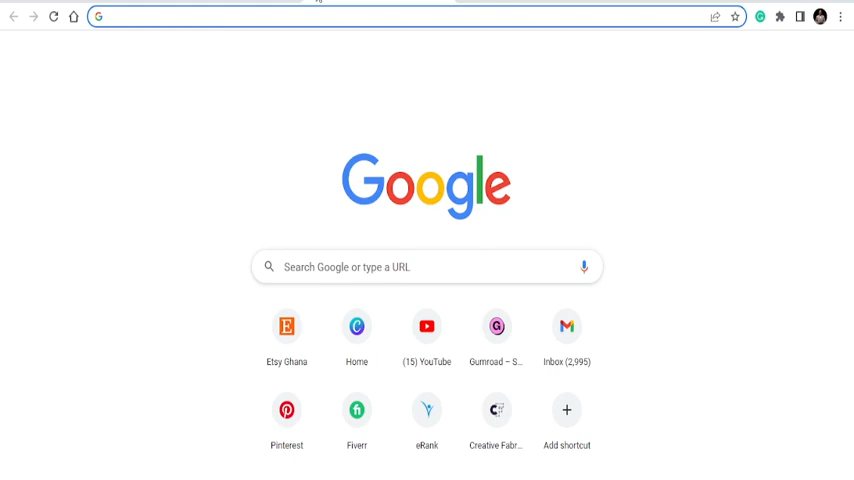 Google
Search Google or type a URL
Etsy Ghana
Home
(15) YouTube
Gumroad – S...
Inbox (2,995)
Pinterest
Fiverr
eRank
Creative Fabr...
Add shortcut